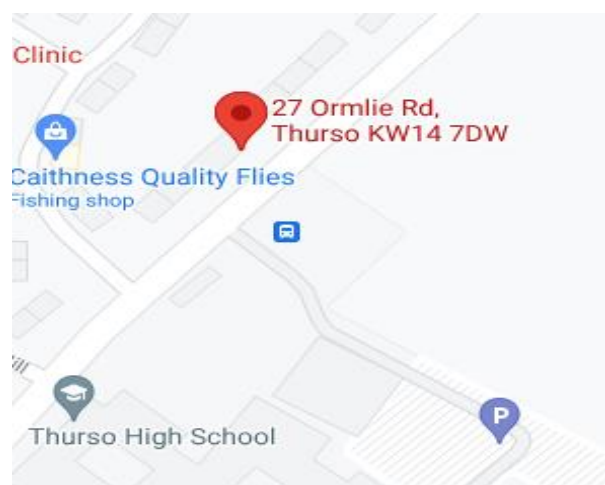 Clinic
27 Ormlie Rd,
Thurso KW14 7DW
Caithness Quality Flies
Fishing shop
Thurso High School
P